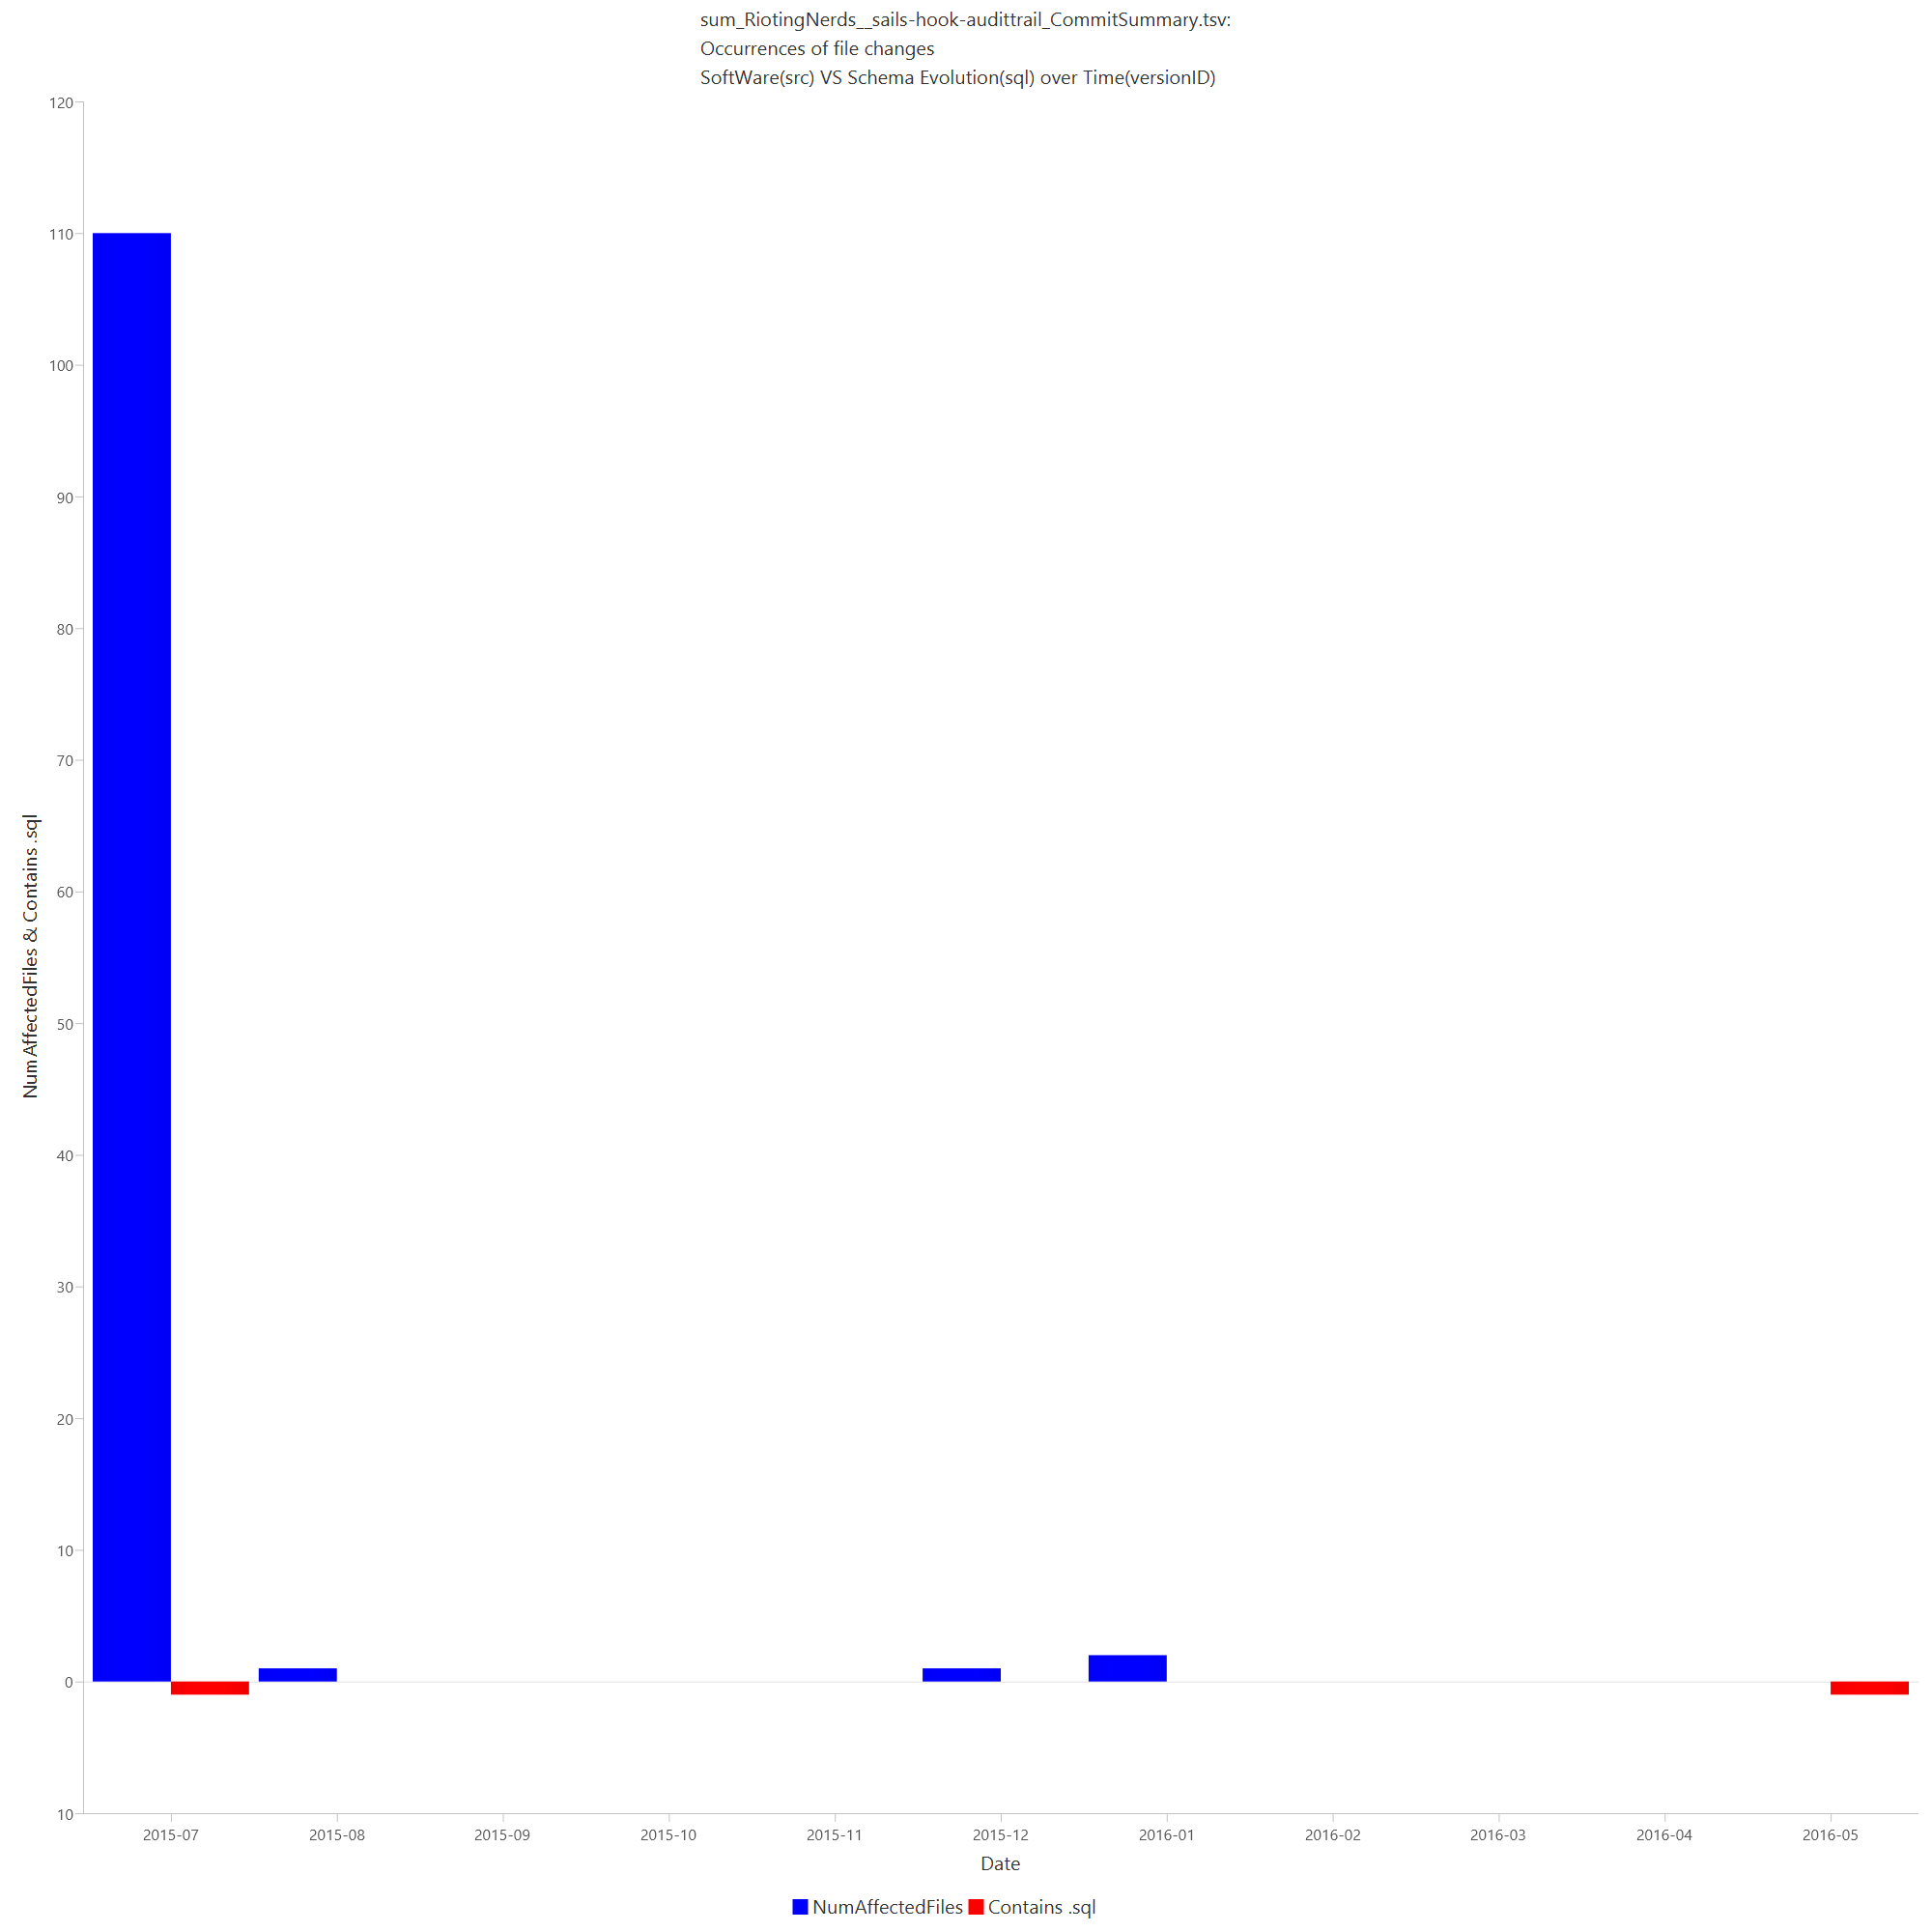 sum_RiotingNerds__sails-hook-audittrail_CommitSummary.tsv:
Occurrences of file changes
SoftWare(src) VS Schema Evolution(sql) over Time(versionID)
120
110
100
90
80
70
60
50
40
30
20
10
0
10
Num AffectedFiles & Contains .sql
2015-07 2015-08 2015-09 2015-10 2015-11 2015-12 2016-01 2016-02 2016-03 2016-04 2016-05
Date
NumAffectedFiles Contains .sql